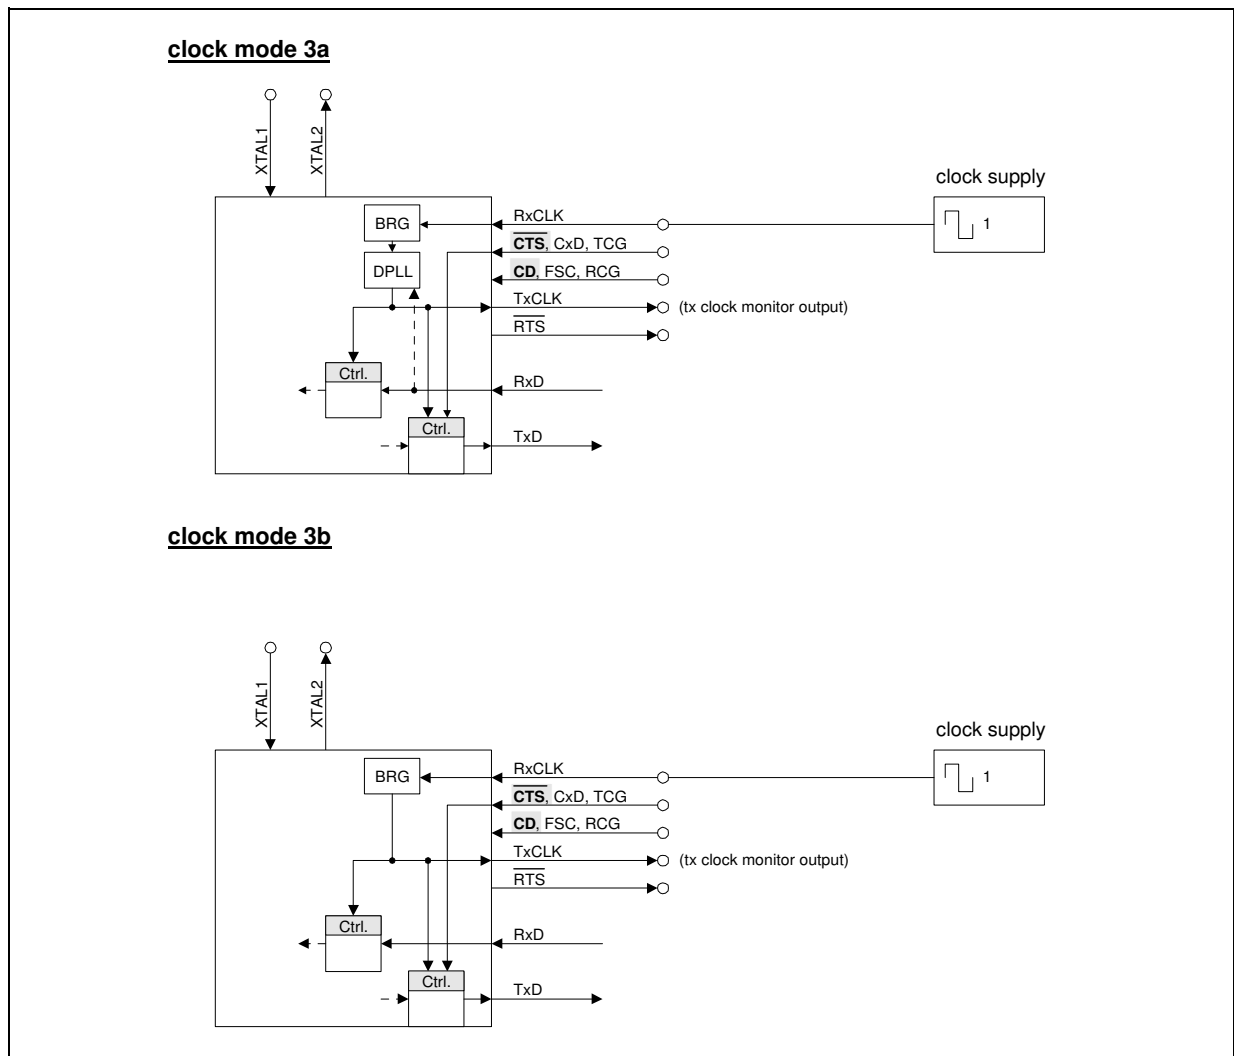 clock mode 3a
XTAL1
XTAL2
clock supply
BRG
RxCLK
1
CTS, CxD, TCG
DPLL
CD, FSC, RCG
TxCLK
(tx clock monitor output)
RTS
Ctrl.
RxD
Ctrl.
TxD
clock mode 3b
XTAL1
XTAL2
clock supply
BRG
RxCLK
1
CTS, CxD, TCG
CD, FSC, RCG
TxCLK
(tx clock monitor output)
RTS
Ctrl.
RxD
Ctrl.
TxD